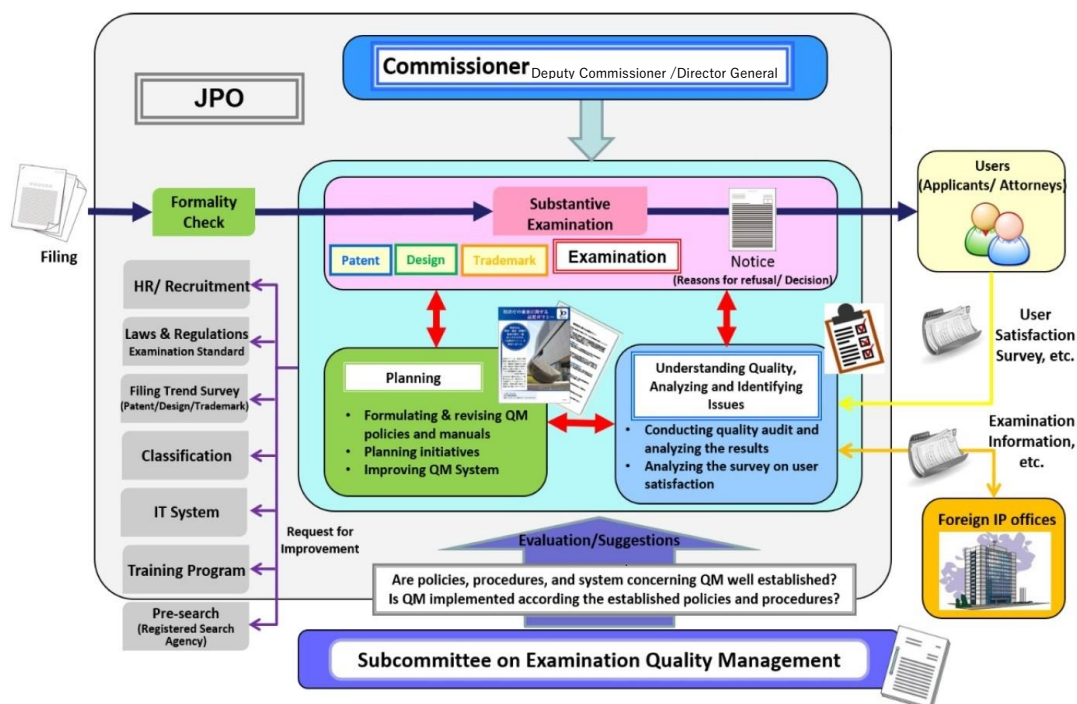 Commissioner Deputy Commissioner /Director General
JPO
Filing
Formality
Check
Substantive
Examination
Patent
Design
Trademark
Examination
Notice
(Reasons for refusal/ Decision)
Users
(Applicants/ Attorneys)
User
Satisfaction
Survey, etc.
Examination
Information,
etc.
Foreign IP offices
HR/ Recruitment
Laws & Regulations
Examination Standard
Filing Trend Survey
(Patent/Design/Trademark)
Classification
IT System
Training Program
Pre-search
(Registered Search
Agency)
Request for
Improvement
Planning
• Formulating & revising QM
policies and manuals
• Planning initiatives
• Improving QM System
Understanding Quality,
Analyzing and Identifying
Issues
• Conducting quality audit and
analyzing the results
• Analyzing the survey on user
satisfaction
Evaluation/Suggestions
Are policies, procedures, and system concerning QM well established?
Is QM implemented according the established policies and procedures?
Subcommittee on Examination Quality Management